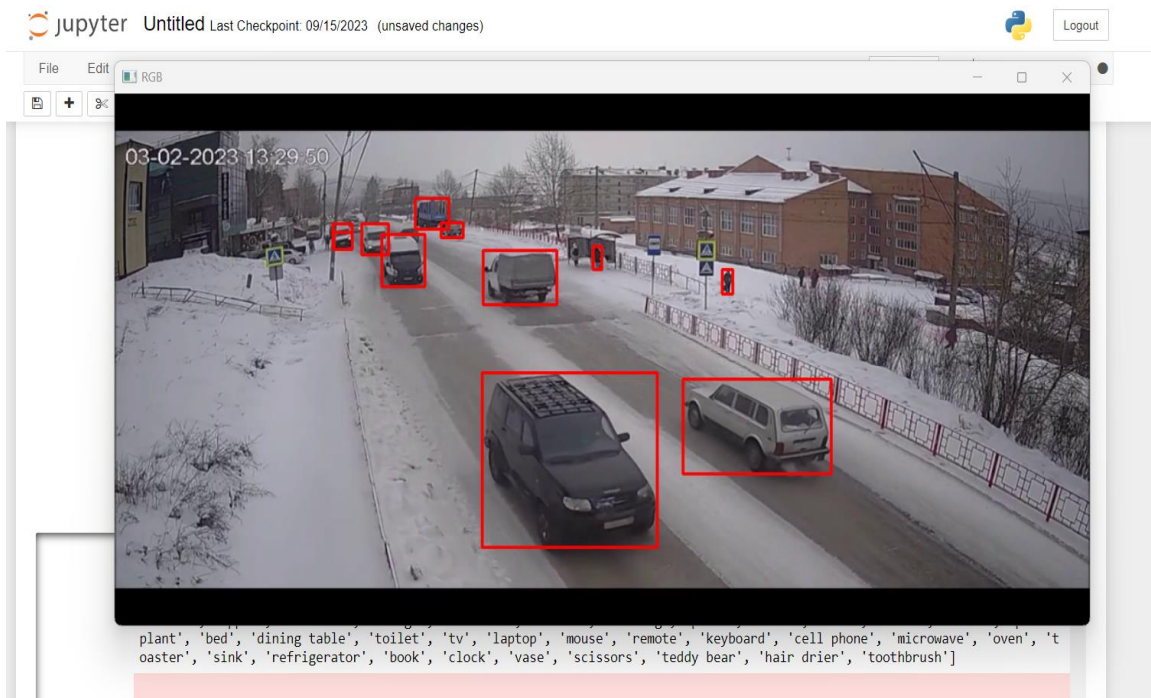 jupyter Untitled Last Checkpoint: 09/15/2023 (unsaved changes)
Logout
File Edit
RGB
03-02-2023 13:29:50
plant', 'bed', 'dining table', 'toilet', 'tv', 'laptop', 'mouse', 'remote', 'keyboard', 'cell phone', 'microwave', 'oven', 't
oaster', 'sink', 'refrigerator', 'book', 'clock', 'vase', 'scissors', 'teddy bear', 'hair drier', 'toothbrush']